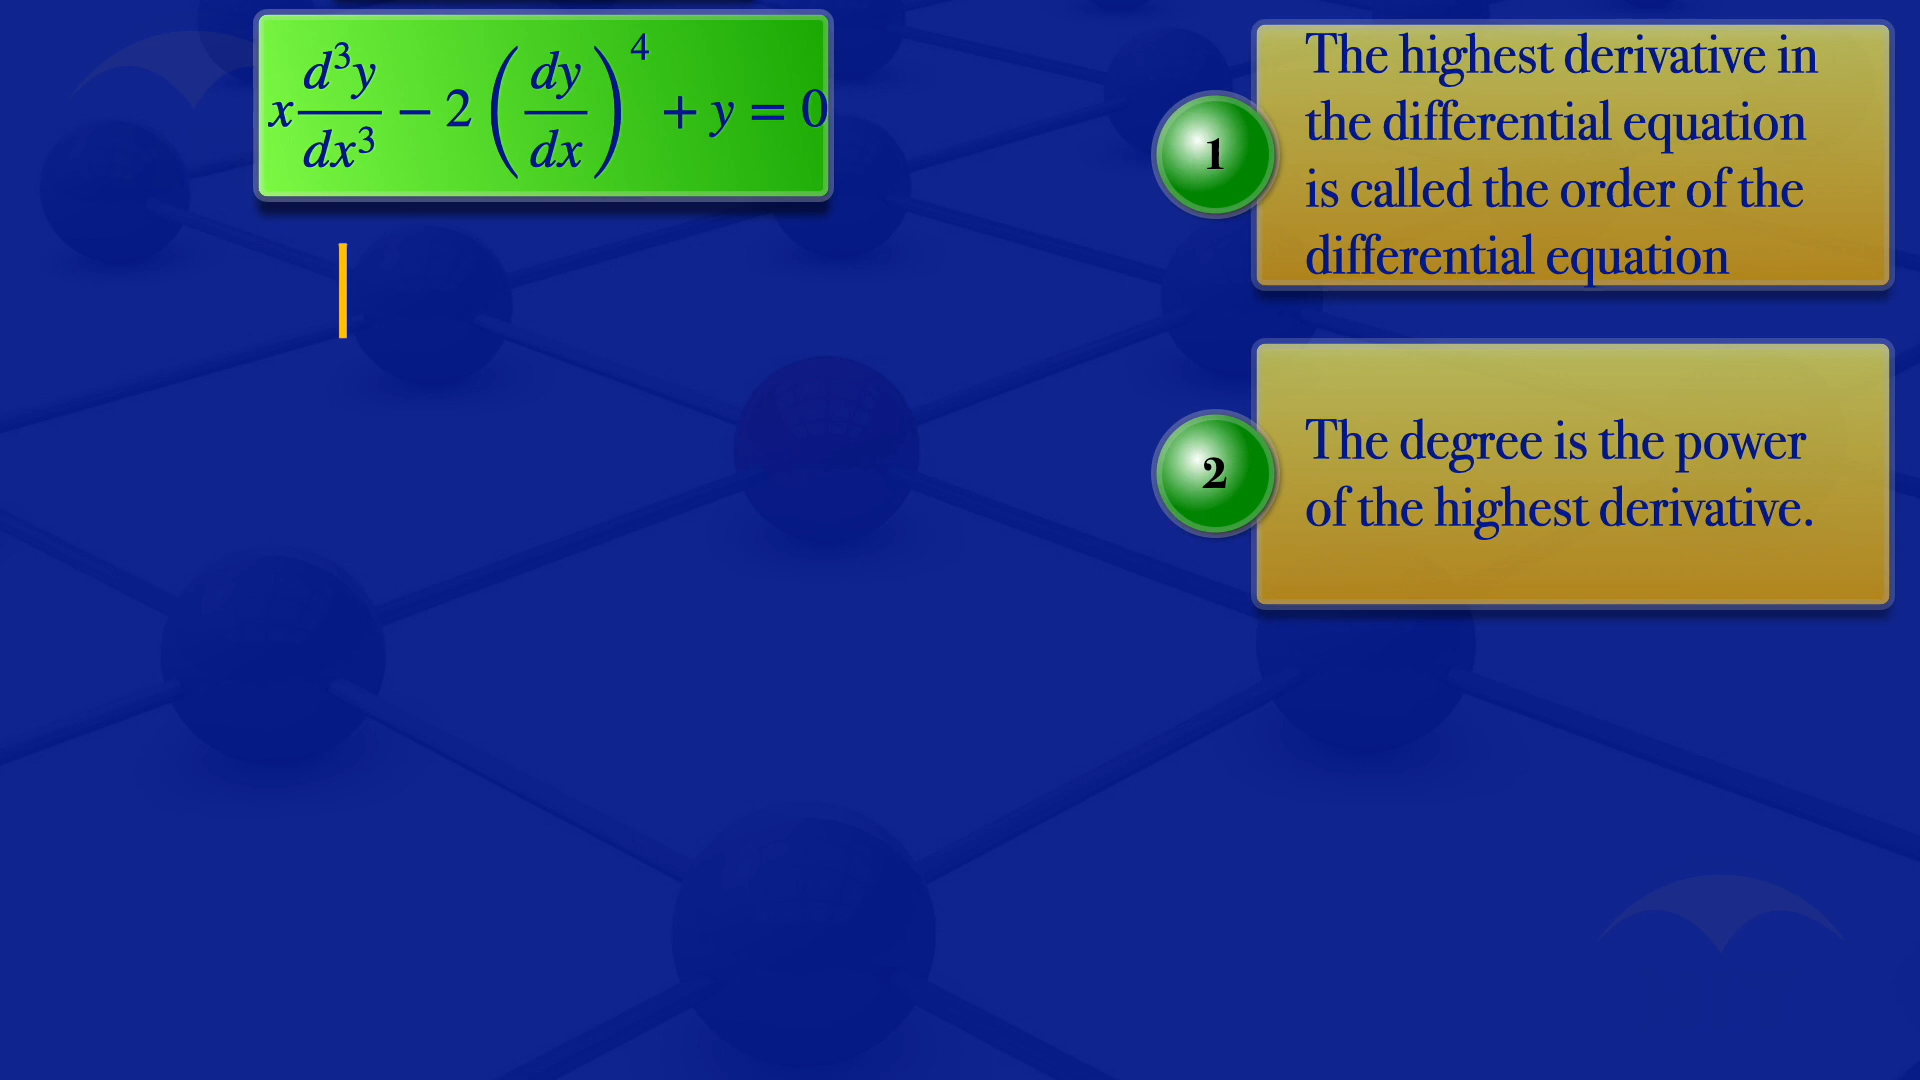 x d³y/dx³ − 2 (dy/dx)⁴ + y = 0
1
The highest derivative in
the differential equation
is called the order of the
differential equation
2
The degree is the power
of the highest derivative.